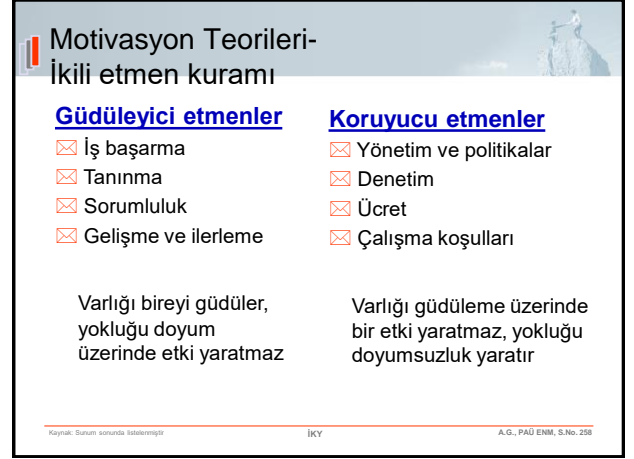 Motivasyon Teorileri-
İkili etmen kuramı
Güdüleyici etmenler
İş başarma
Tanınma
Sorumluluk
Gelişme ve ilerleme
Varlığı bireyi güdüler,
yokluğu doyum
üzerinde etki yaratmaz
Koruyucu etmenler
Yönetim ve politikalar
Denetim
Ücret
Çalışma koşulları
Varlığı güdüleme üzerinde
bir etki yaratmaz, yokluğu
doyumsuzluk yaratır
Kaynak: Sunum sonunda listelenmiştir
İKY
A.G., PAÜ ENM, S.No. 258